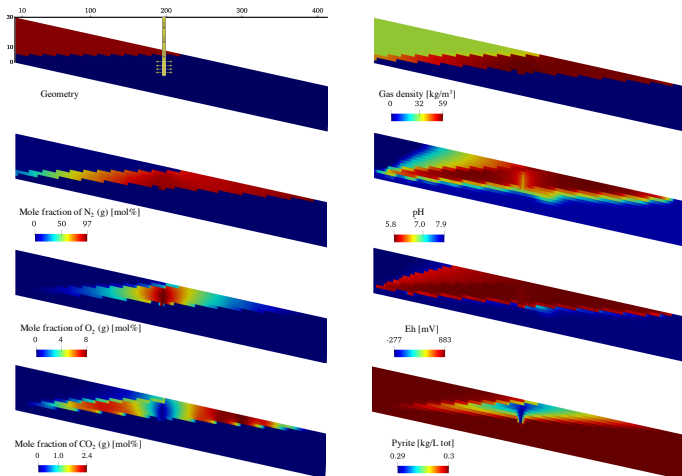 30
10 100 200 300 400
10
0
Geometry
Gas density [kg/m³]
0 32 59
Mole fraction of N₂ (g) [mol%]
0 50 97
pH
5.8 7.0 7.9
Mole fraction of O₂ (g) [mol%]
0 4 8
Eh [mV]
-277 883
Mole fraction of CO₂ (g) [mol%]
0 1.0 2.4
Pyrite [kg/L tot]
0.29 0.3